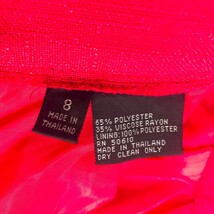 8
MADE IN
THAILAND
65% POLYESTER
35% VISCOSE RAYON
LINING: 100% POLYESTER
RN 50610
MADE IN THAILAND
DRY CLEAN ONLY